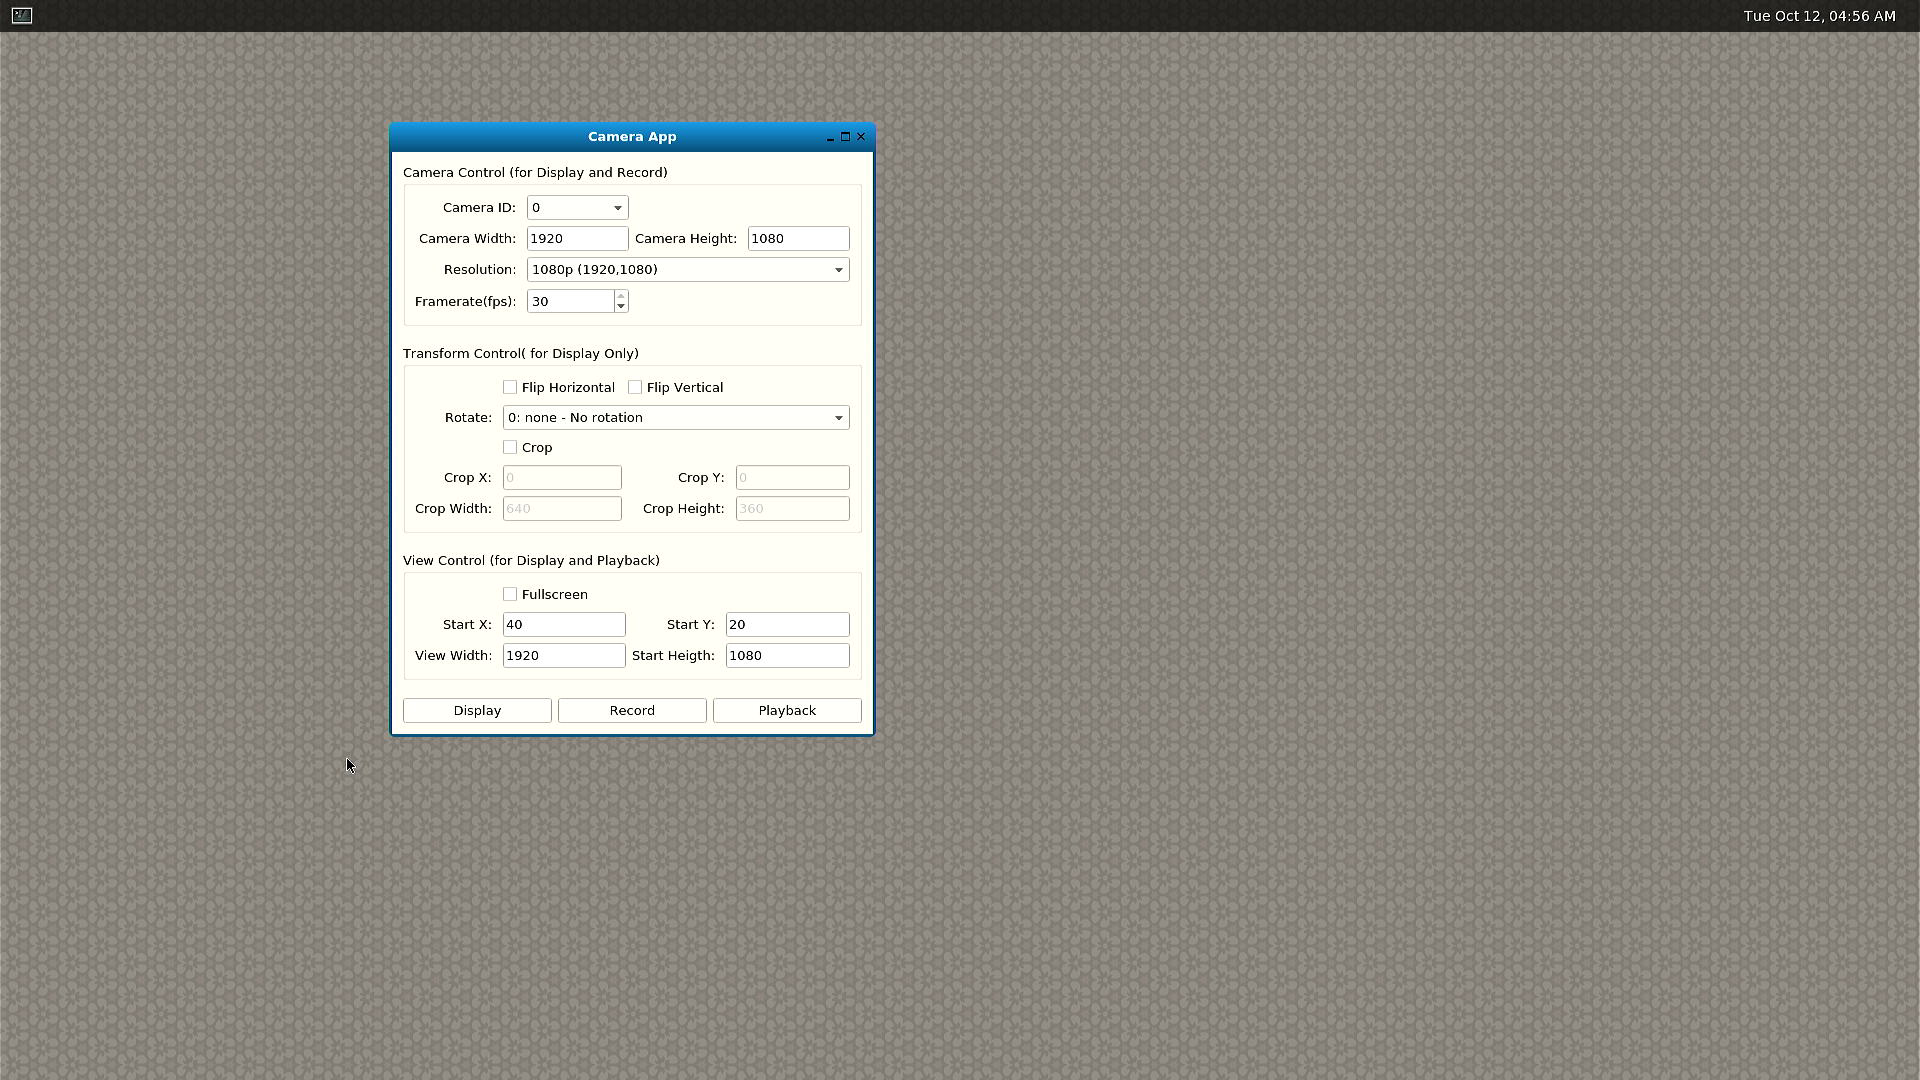 Tue Oct 12, 04:56 AM
Camera App
Camera Control (for Display and Record)
Camera ID: 0
Camera Width: 1920 Camera Height: 1080
Resolution: 1080p (1920,1080)
Framerate(fps): 30
Transform Control( for Display Only)
Flip Horizontal Flip Vertical
Rotate: 0: none - No rotation
Crop
Crop X: 0 Crop Y: 0
Crop Width: 640 Crop Height: 360
View Control (for Display and Playback)
Fullscreen
Start X: 40 Start Y: 20
View Width: 1920 Start Heigth: 1080
Display Record Playback